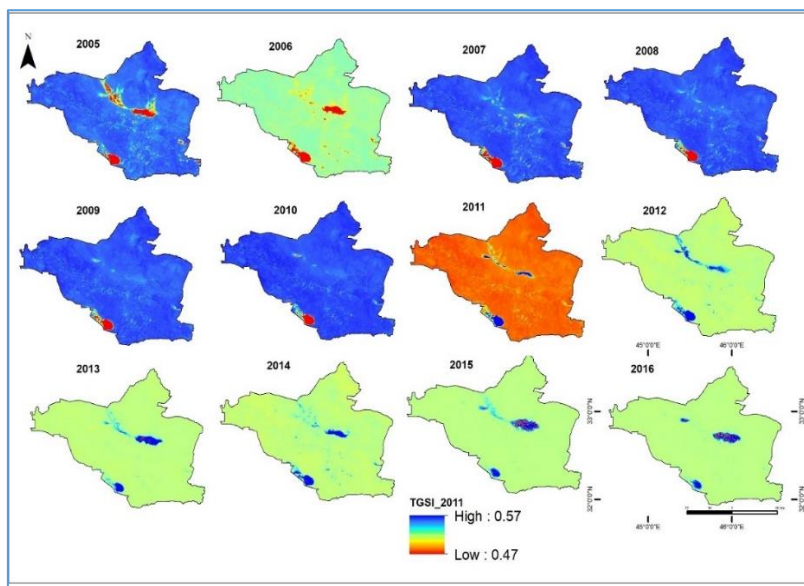 N
2005
2006
2007
2008
2009
2010
2011
2012
45°0'0"E
46°0'0"E
2013
2014
2015
2016
33°0'0"N
33°0'0"N
TGSI_2011
High : 0.57
Low : 0.47
32°0'0"N
32°0'0"N
45°0'0"E
46°0'0"E